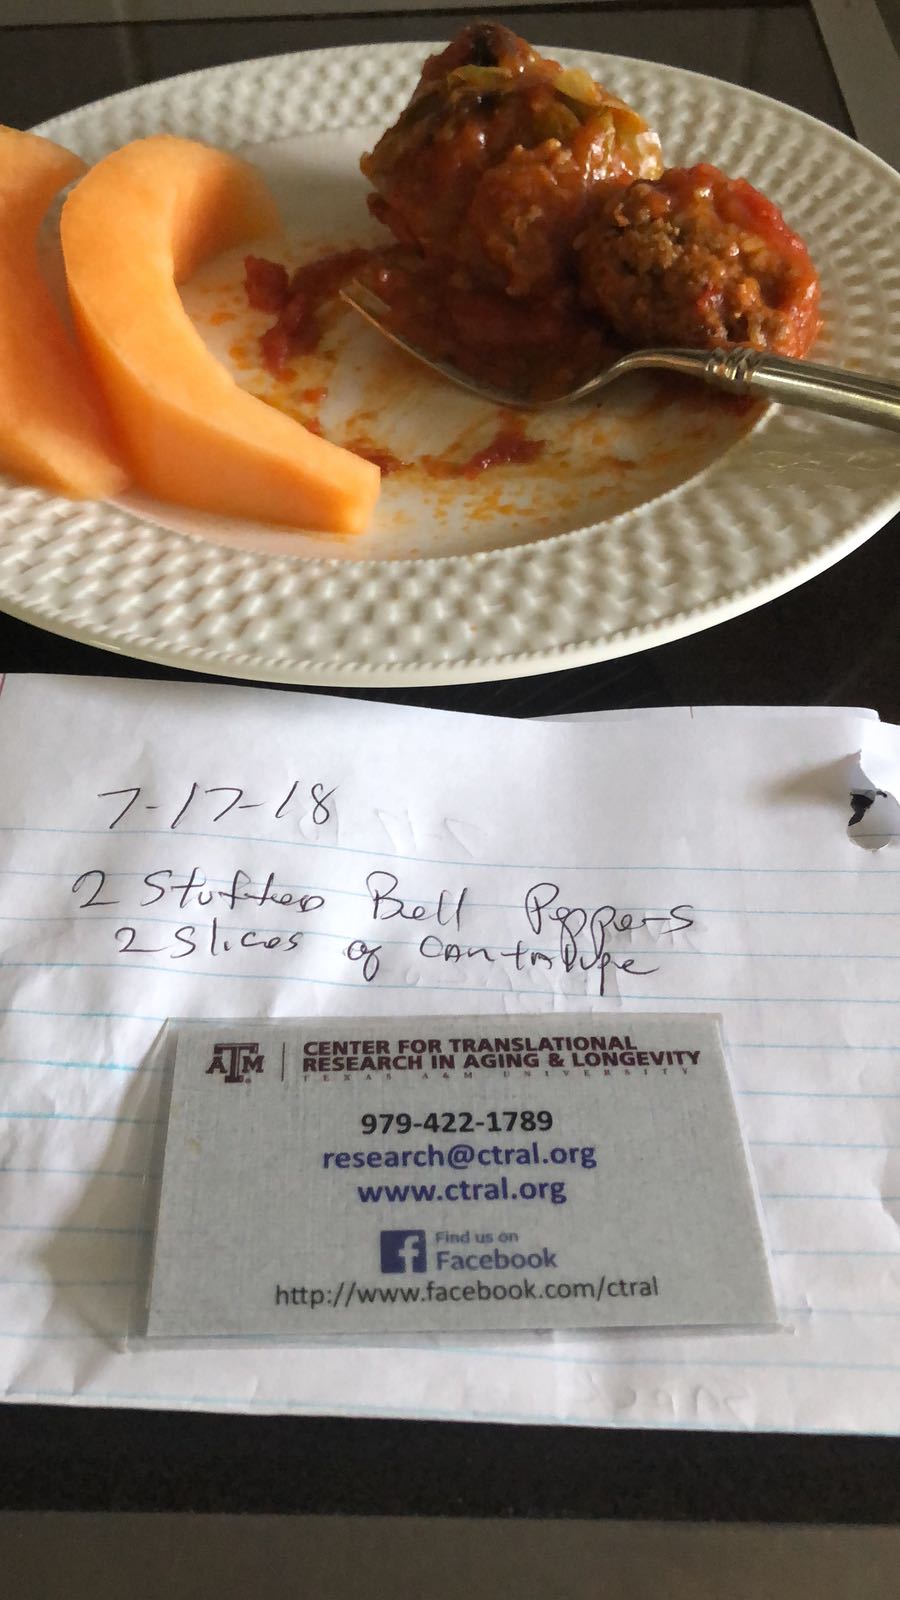 7-17-18
2 Stuffed Bell Peppers
2 Slices of Cantalupe
ATM
CENTER FOR TRANSLATIONAL
RESEARCH IN AGING & LONGEVITY
TEXAS A&M UNIVERSITY
979-422-1789
research@ctral.org
www.ctral.org
f Find us on
Facebook
http://www.facebook.com/ctral